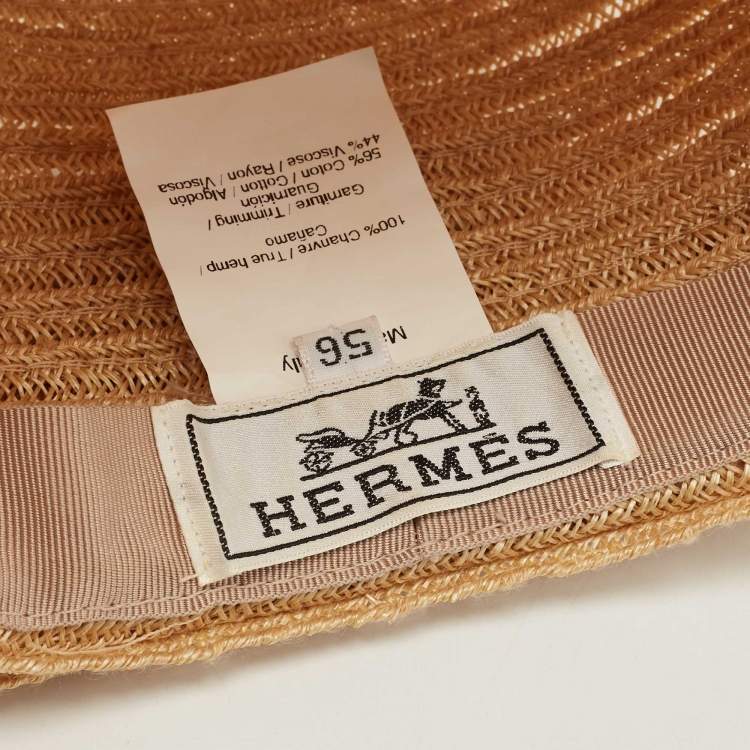 100% Chanvre / True hemp /
Cañamo
Garniture / Trimming /
Guarnición
56% Coton / Cotton / Algodón
44% Viscose / Rayon / Viscosa
56
HERMÈS